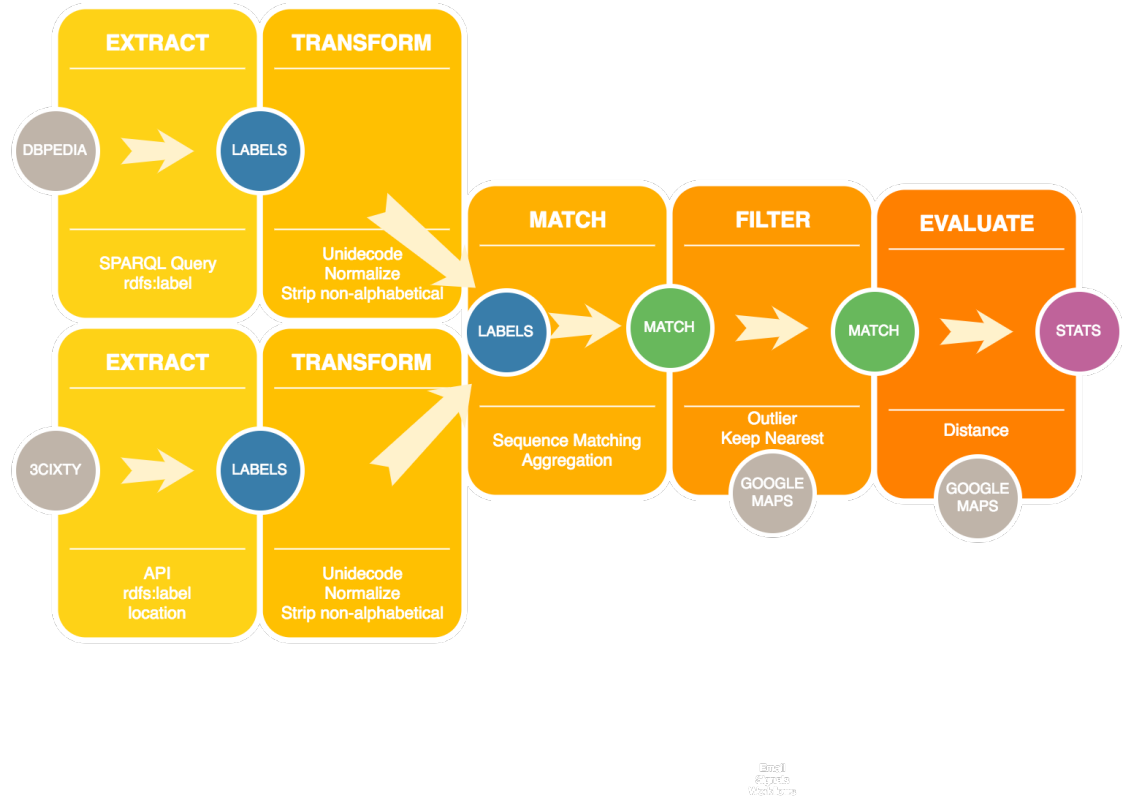 EXTRACT
TRANSFORM
DBPEDIA
LABELS
SPARQL Query
rdfs:label
Unidecode
Normalize
Strip non-alphabetical
EXTRACT
TRANSFORM
3CIXTY
LABELS
API
rdfs:label
location
Unidecode
Normalize
Strip non-alphabetical
MATCH
LABELS
MATCH
Sequence Matching
Aggregation
FILTER
MATCH
Outlier
Keep Nearest
GOOGLE
MAPS
EVALUATE
STATS
Distance
GOOGLE
MAPS
Email